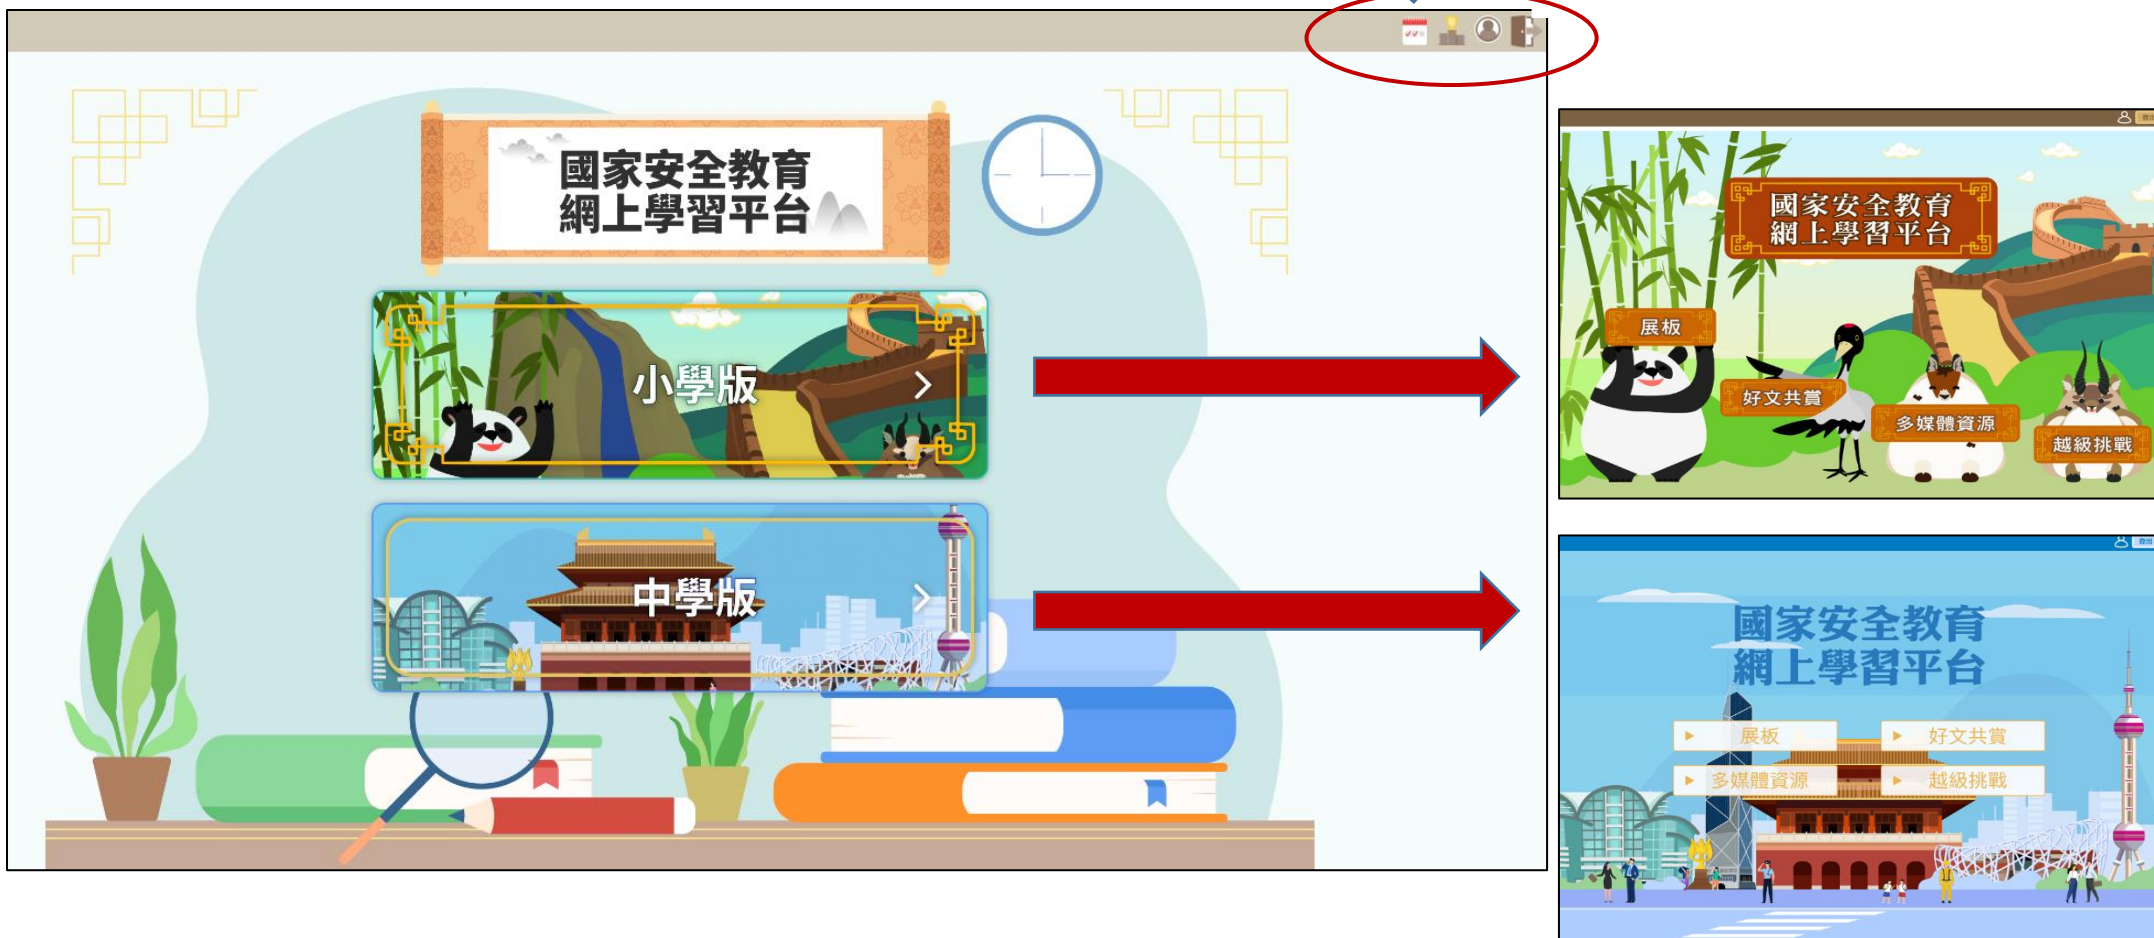 國家安全教育
網上學習平台
小學版
中學版
國家安全教育
網上學習平台
展板
好文共賞
多媒體資源
越級挑戰
國家安全教育
網上學習平台
展板
好文共賞
多媒體資源
越級挑戰